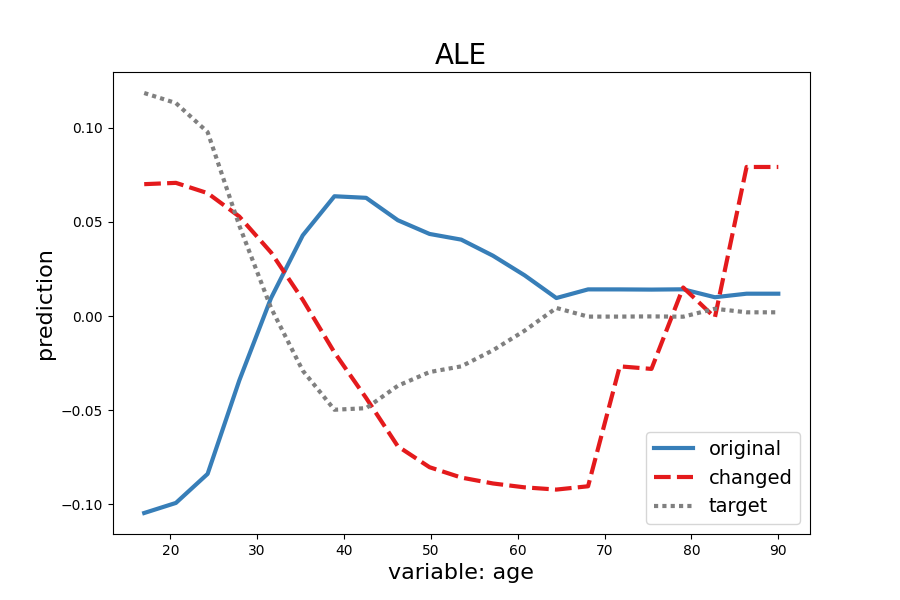 ALE
prediction
0.10
0.05
0.00
−0.05
−0.10
20 30 40 50 60 70 80 90
variable: age
original
changed
target